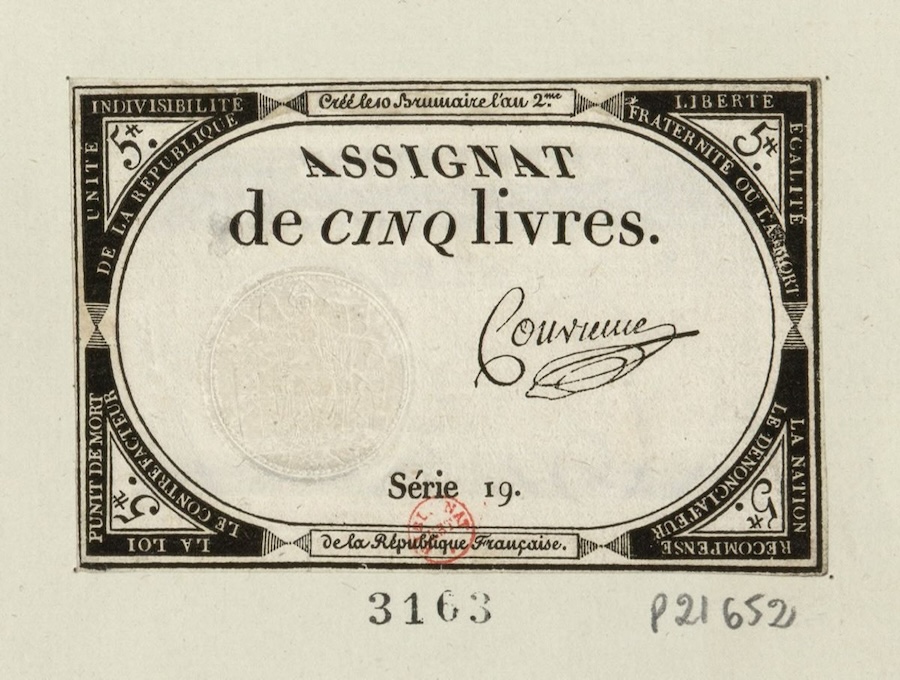 Créé le 10 Brumaire l'an 2.me
INDIVISIBILITÉ
UNITÉ
DE LA RÉPUBLIQUE
5₶.
LIBERTÉ
ÉGALITÉ
FRATERNITÉ OU LA MORT
5₶.
ASSIGNAT
de CINQ livres.
Série 19.
LA LOI
PUNIT DE MORT
LE CONTREFACTEUR
5₶.
LA NATION
RÉCOMPENSE
LE DÉNONCIATEUR
5₶.
de la République Française.
3163
P21652